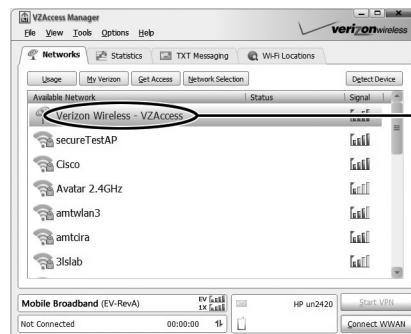 VZAccess Manager
File View Tools Options Help
verizonwireless
Networks Statistics TXT Messaging Wi-Fi Locations
Usage My Verizon Get Access Network Selection Detect Device
Available Network Status Signal
Verizon Wireless - VZAccess
secureTestAP
Cisco
Avatar 2.4GHz
amtwlan3
amtcira
3lslab
Mobile Broadband (EV-RevA) EV 1X HP un2420 Start VPN
Not Connected 00:00:00 Connect WWAN